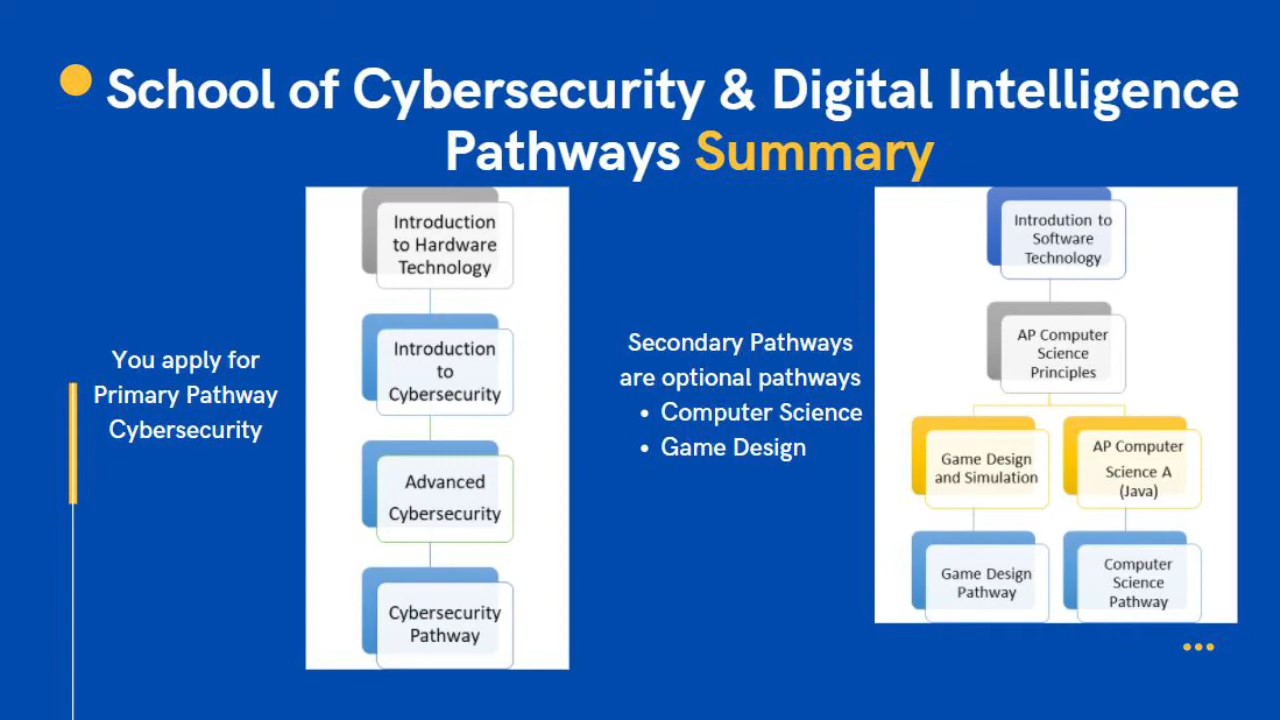 School of Cybersecurity & Digital Intelligence
Pathways Summary
You apply for
Primary Pathway
Cybersecurity
Introduction
to Hardware
Technology
Introduction
to
Cybersecurity
Advanced
Cybersecurity
Cybersecurity
Pathway
Secondary Pathways
are optional pathways
• Computer Science
• Game Design
Introdution to
Software
Technology
AP Computer
Science
Principles
Game Design
and Simulation
AP Computer
Science A
(Java)
Game Design
Pathway
Computer
Science
Pathway